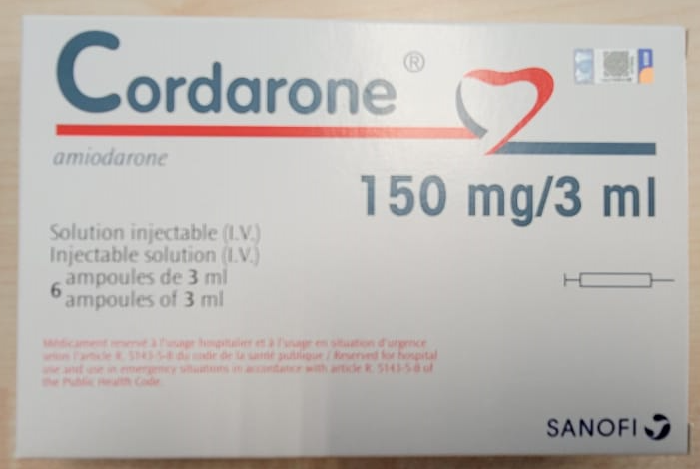 Cordarone®
amiodarone
150 mg/3 ml
Solution injectable (I.V.)
Injectable solution (I.V.)
6 ampoules de 3 ml
ampoules of 3 ml
Médicament reservé à l'usage hospitalier et à l'usage en situation d'urgence
selon l'article R. 5143-5-8 du code de la santé publique / Reserved for hospital
use and use in emergency situations in accordance with article R. 5143-5-8 of
the Public Health Code.
SANOFI